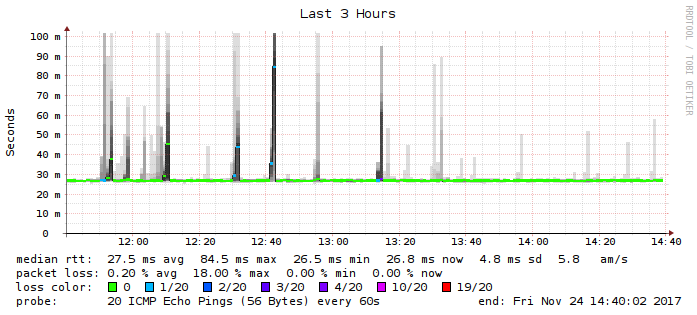 Last 3 Hours
RRDTOOL / TOBI OETIKER
Seconds
100 m
90 m
80 m
70 m
60 m
50 m
40 m
30 m
20 m
10 m
0
12:00 12:20 12:40 13:00 13:20 13:40 14:00 14:20 14:40
median rtt: 27.5 ms avg 84.5 ms max 26.5 ms min 26.8 ms now 4.8 ms sd 5.8 am/s
packet loss: 0.20 % avg 18.00 % max 0.00 % min 0.00 % now
loss color: 0 1/20 2/20 3/20 4/20 10/20 19/20
probe: 20 ICMP Echo Pings (56 Bytes) every 60s end: Fri Nov 24 14:40:02 2017